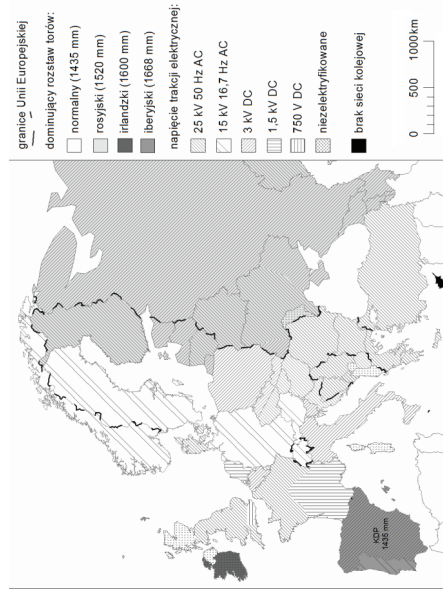 granice Unii Europejskiej
dominujący rozstaw torów:
normalny (1435 mm)
rosyjski (1520 mm)
irlandzki (1600 mm)
iberyjski (1668 mm)
napięcie trakcji elektrycznej:
25 kV 50 Hz AC
15 kV 16,7 Hz AC
3 kV DC
1,5 kV DC
750 V DC
niezelektryfikowane
brak sieci kolejowej
0 500 1000km
KDP
1435 mm